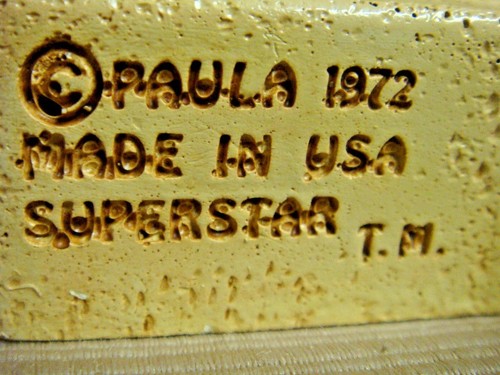 © PAULA 1972
MADE IN USA
SUPERSTAR T.M.